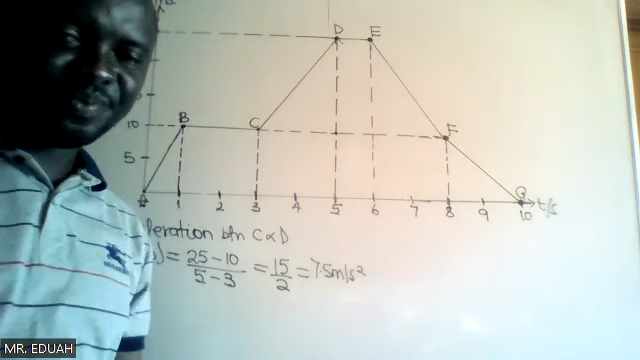 D E
B C
10
F
5
A 1 2 3 4 5 6 7 8 9 10 G t/s
leration btn C & D
) = 25-10 / 5-3 = 15 / 2 = 7.5m/s²
MR. EDUAH